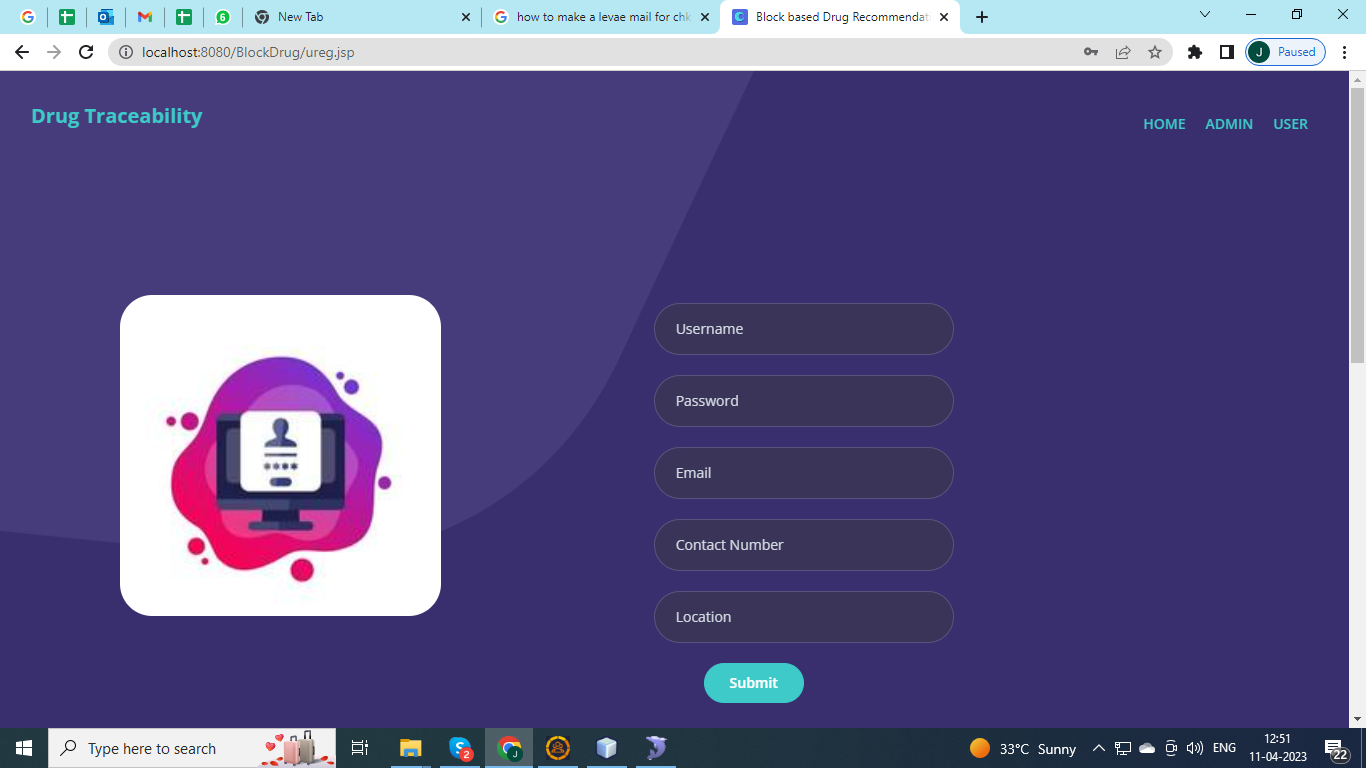 6
New Tab
how to make a levae mail for chk
Block based Drug Recommendat
localhost:8080/BlockDrug/ureg.jsp
J
Paused
Drug Traceability
HOME
ADMIN
USER
Username
Password
Email
Contact Number
Location
Submit
****
Type here to search
2
J
33°C Sunny
ENG
12:51
11-04-2023
22